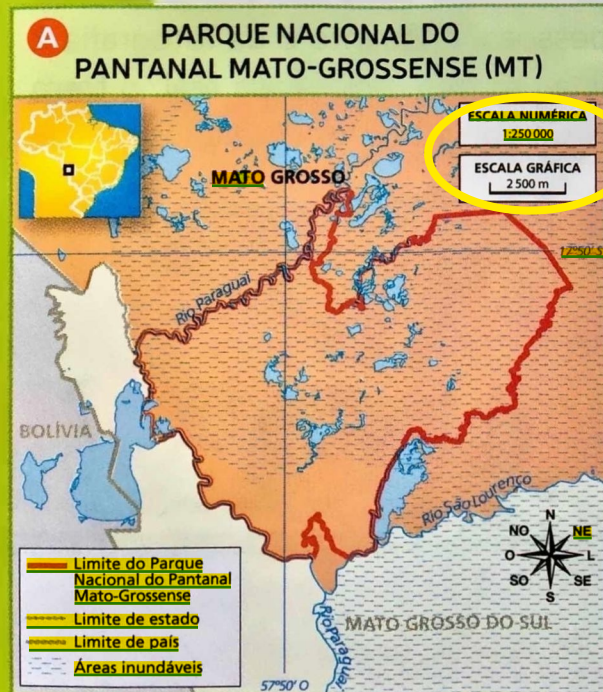 A
PARQUE NACIONAL DO
PANTANAL MATO-GROSSENSE (MT)
ESCALA NUMÉRICA
1:250 000
ESCALA GRÁFICA
2 500 m
MATO GROSSO
17°50' S
Rio Paraguai
BOLÍVIA
Rio São Lourenço
N
NO
NE
O
L
SO
SE
S
Limite do Parque
Nacional do Pantanal
Mato-Grossense
Limite de estado
Limite de país
Áreas inundáveis
MATO GROSSO DO SUL
Rio Paraguai
57°50' O